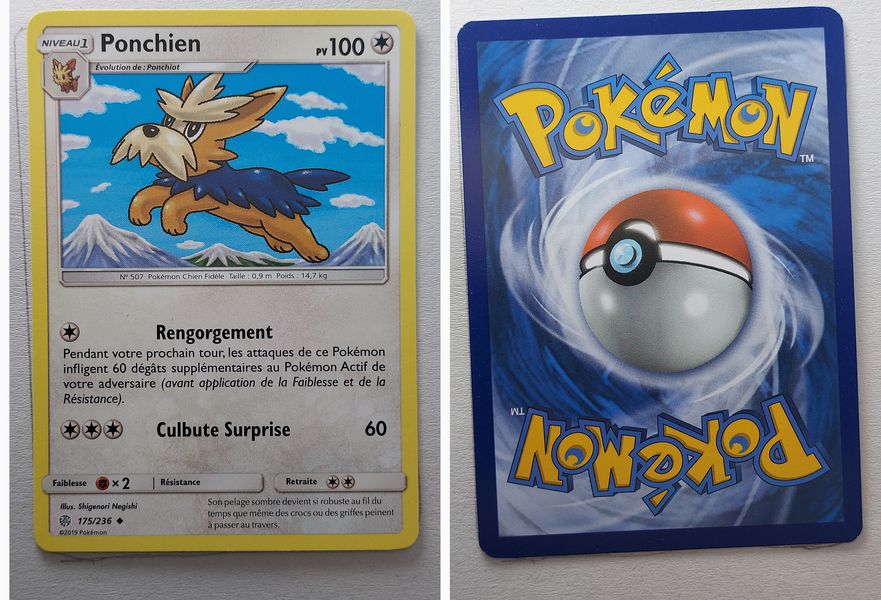 NIVEAU 1
Ponchien
PV 100
Évolution de : Ponchiot
N° 507 Pokémon Chien Fidèle Taille : 0,9 m Poids : 14,7 kg
Rengorgement
Pendant votre prochain tour, les attaques de ce Pokémon
infligent 60 dégâts supplémentaires au Pokémon Actif de
votre adversaire (avant application de la Faiblesse et de la
Résistance).
Culbute Surprise 60
Faiblesse ×2 Résistance Retraite
Illus. Shigenori Negishi
175/236
©2019 Pokémon
Son pelage sombre devient si robuste au fil du
temps que même des crocs ou des griffes peinent
à passer au travers.
POKéMON
TM
POKéMON
TM